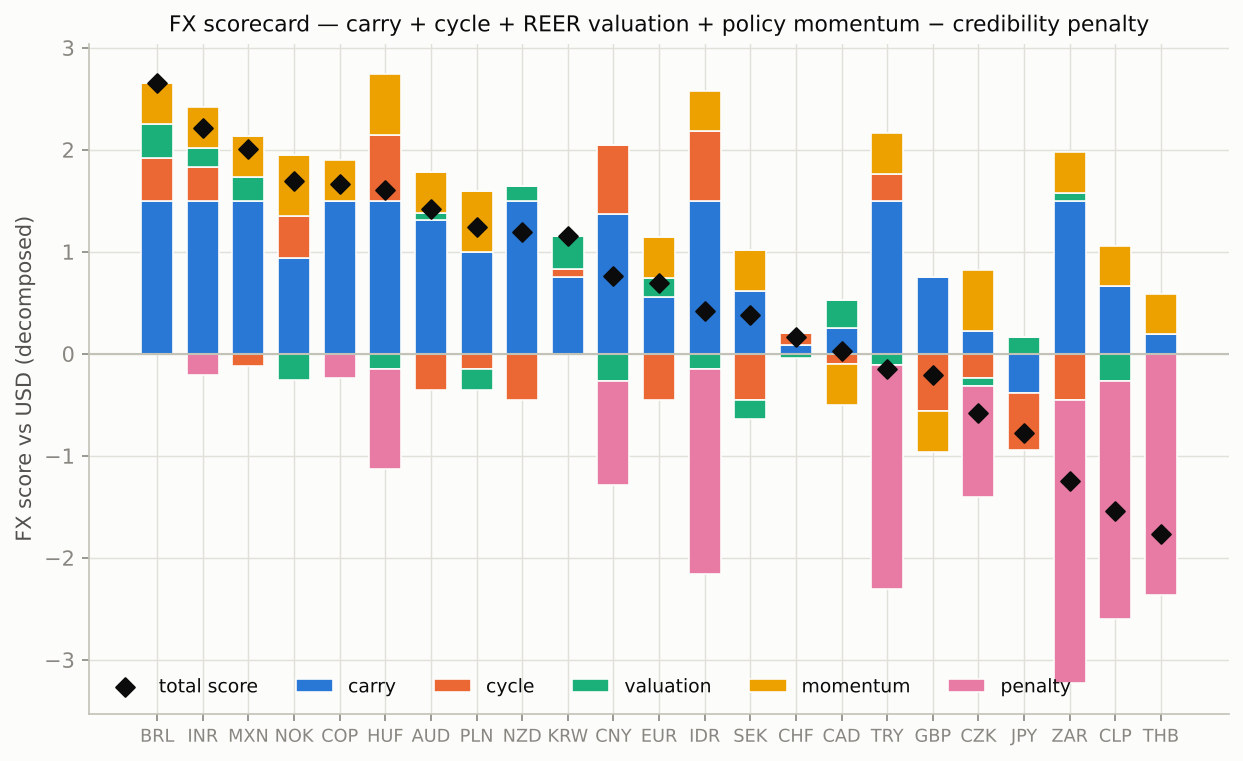 FX scorecard — carry + cycle + REER valuation + policy momentum − credibility penalty
FX score vs USD (decomposed)
3
2
1
0
−1
−2
−3
total score carry cycle valuation momentum penalty
BRL INR MXN NOK COP HUF AUD PLN NZD KRW CNY EUR IDR SEK CHF CAD TRY GBP CZK JPY ZAR CLP THB